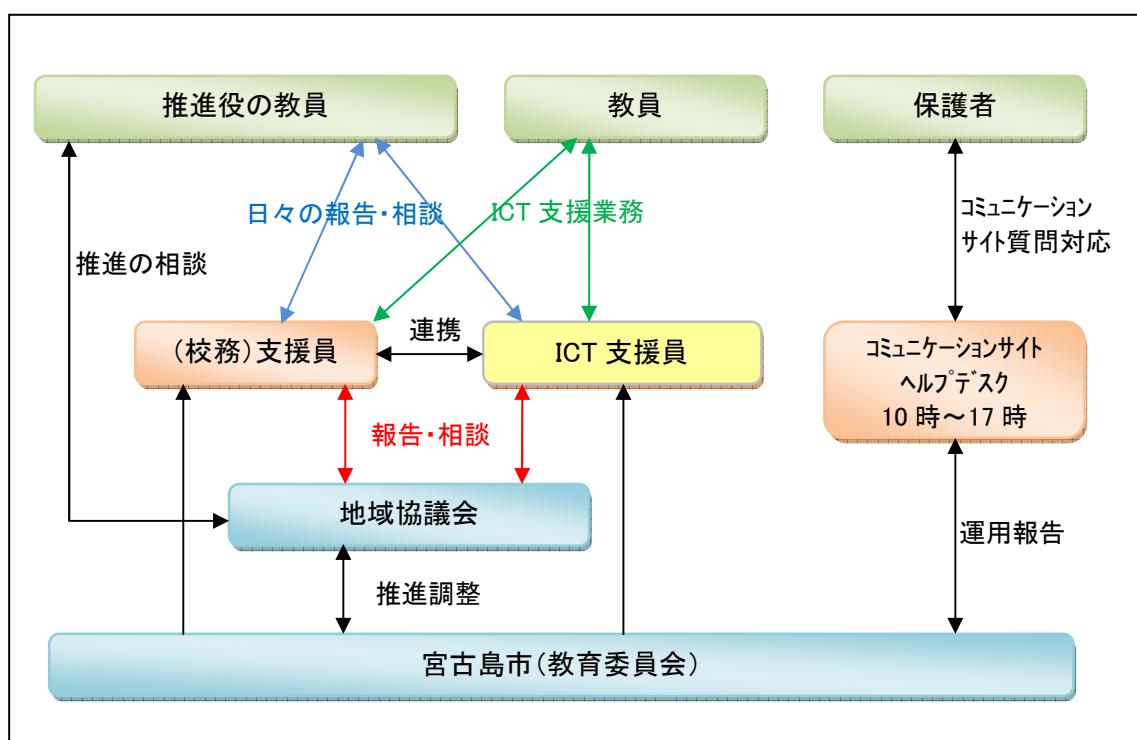 推進役の教員
教員
保護者
日々の報告・相談
ICT 支援業務
コミュニケーション
サイト質問対応
推進の相談
(校務)支援員
連携
ICT 支援員
コミュニケーションサイト
ヘルプデスク
10 時～17 時
報告・相談
地域協議会
運用報告
推進調整
宮古島市(教育委員会)